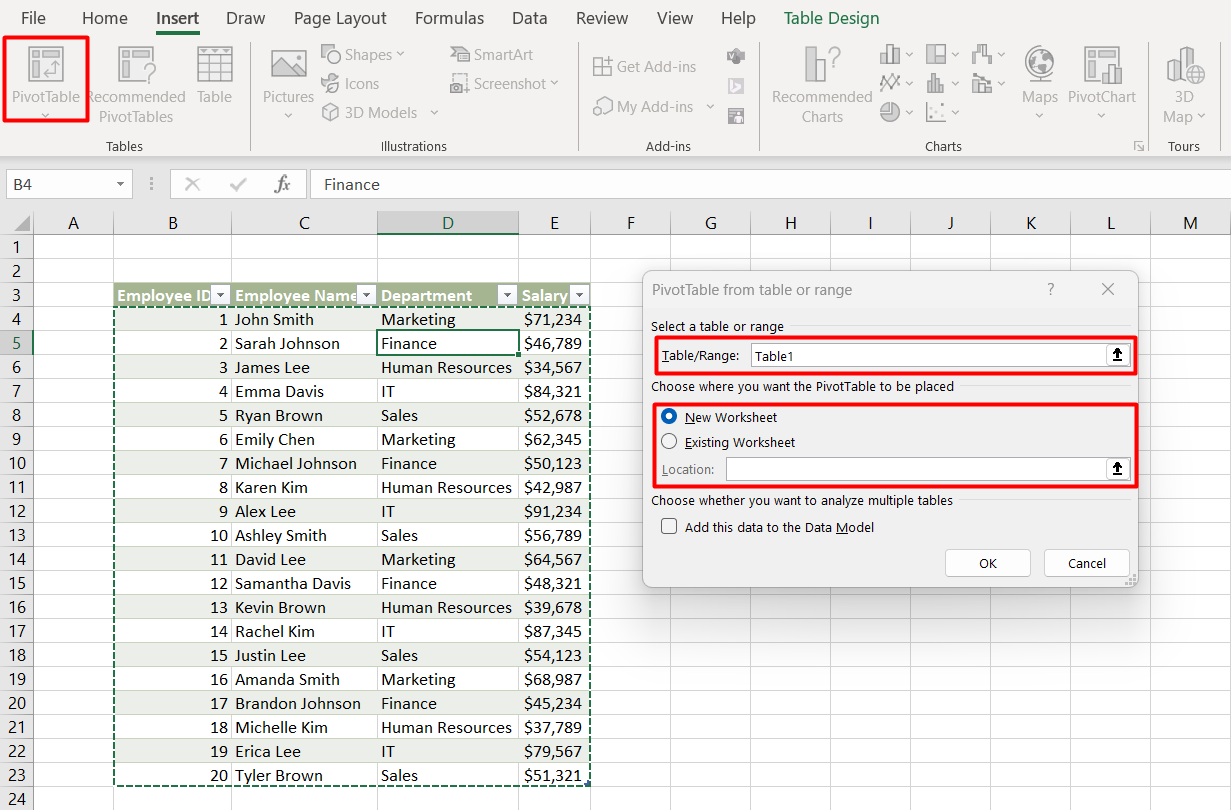 File Home Insert Draw Page Layout Formulas Data Review View Help Table Design
PivotTable
Recommended PivotTables
Table
Pictures
Shapes
Icons
3D Models
SmartArt
Screenshot
Get Add-ins
My Add-ins
Recommended Charts
Maps
PivotChart
3D Map
Tables Illustrations Add-ins Charts Tours
B4 fx Finance
A B C D E F G H I J K L M
1
2
3 Employee ID Employee Name Department Salary
4 1 John Smith Marketing $71,234
5 2 Sarah Johnson Finance $46,789
6 3 James Lee Human Resources $34,567
7 4 Emma Davis IT $84,321
8 5 Ryan Brown Sales $52,678
9 6 Emily Chen Marketing $62,345
10 7 Michael Johnson Finance $50,123
11 8 Karen Kim Human Resources $42,987
12 9 Alex Lee IT $91,234
13 10 Ashley Smith Sales $56,789
14 11 David Lee Marketing $64,567
15 12 Samantha Davis Finance $48,321
16 13 Kevin Brown Human Resources $39,678
17 14 Rachel Kim IT $87,345
18 15 Justin Lee Sales $54,123
19 16 Amanda Smith Marketing $68,987
20 17 Brandon Johnson Finance $45,234
21 18 Michelle Kim Human Resources $37,789
22 19 Erica Lee IT $79,567
23 20 Tyler Brown Sales $51,321
24
PivotTable from table or range ?
Select a table or range
Table/Range: Table1
Choose where you want the PivotTable to be placed
New Worksheet
Existing Worksheet
Location:
Choose whether you want to analyze multiple tables
Add this data to the Data Model
OK Cancel